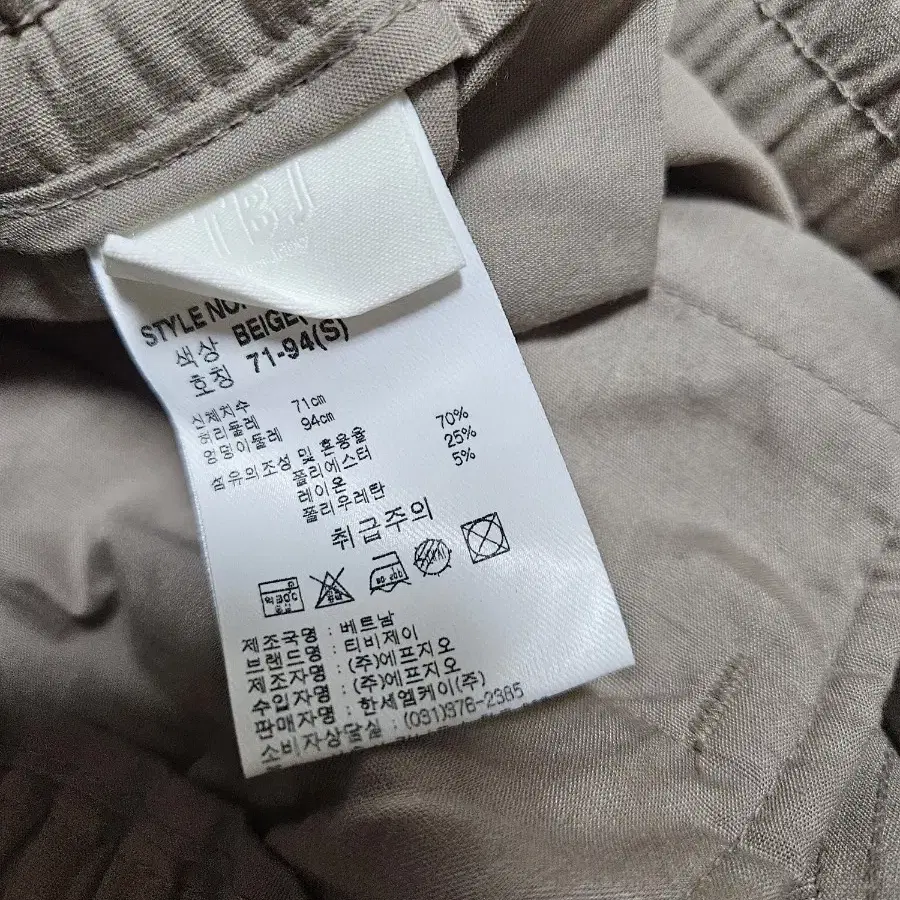 TBJ
STYLE NO.
색상 BEIGE
호칭 71-94(S)
신체치수
허리둘레 71cm
엉덩이둘레 94cm
섬유의조성 및 혼용율
폴리에스터 70%
레이온 25%
폴리우레탄 5%
취급주의
제조국명 : 베트남
브랜드명 : 티비제이
제조자명 : (주)에프지오
수입자명 : (주)에프지오
판매자명 : 한세엠케이(주)
소비자상담실 : (031)376-2385